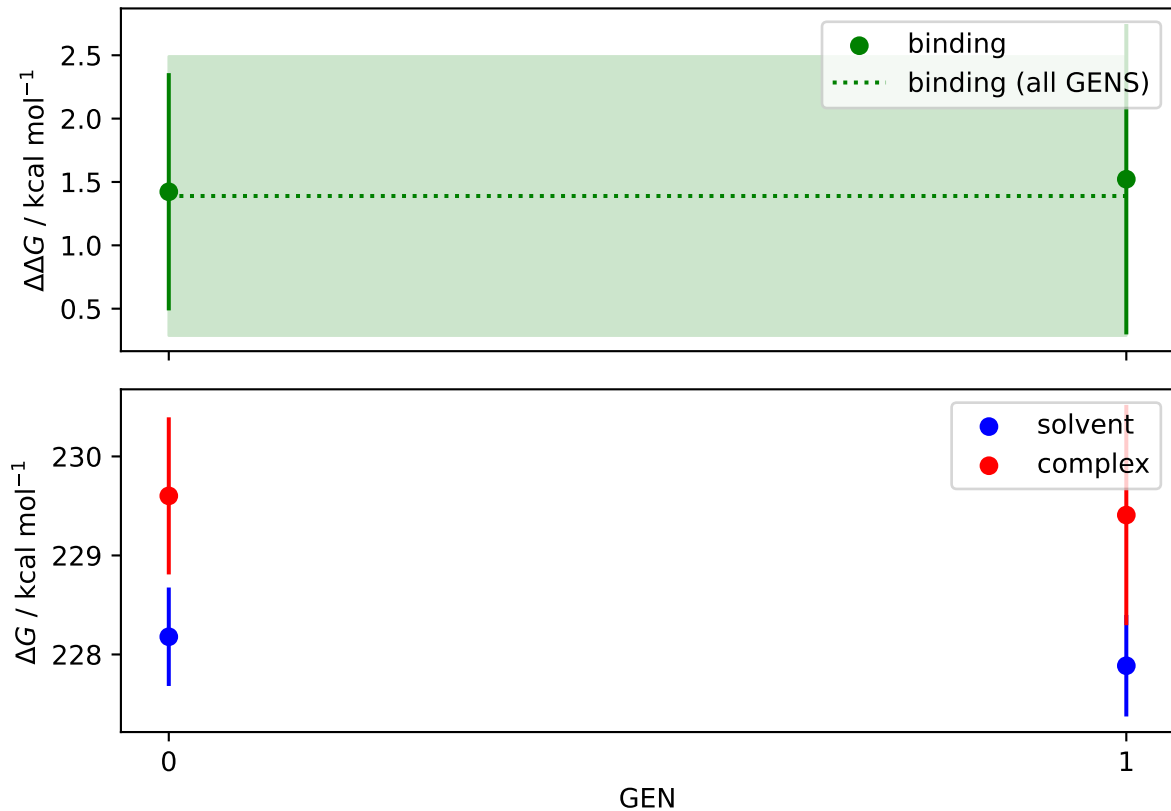 binding
binding (all GENS)
ΔΔG / kcal mol⁻¹
2.5
2.0
1.5
1.0
0.5
solvent
complex
ΔG / kcal mol⁻¹
230
229
228
0 1
GEN